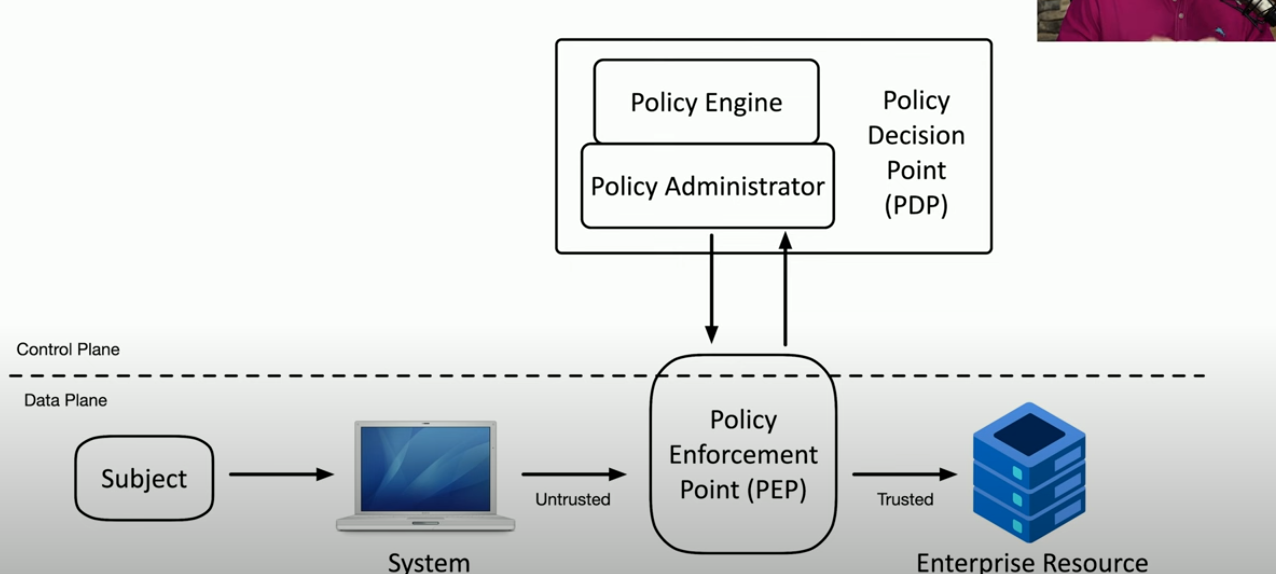 Policy Engine
Policy Administrator
Policy
Decision
Point
(PDP)
Control Plane
Data Plane
Subject
System
Untrusted
Policy
Enforcement
Point (PEP)
Trusted
Enterprise Resource